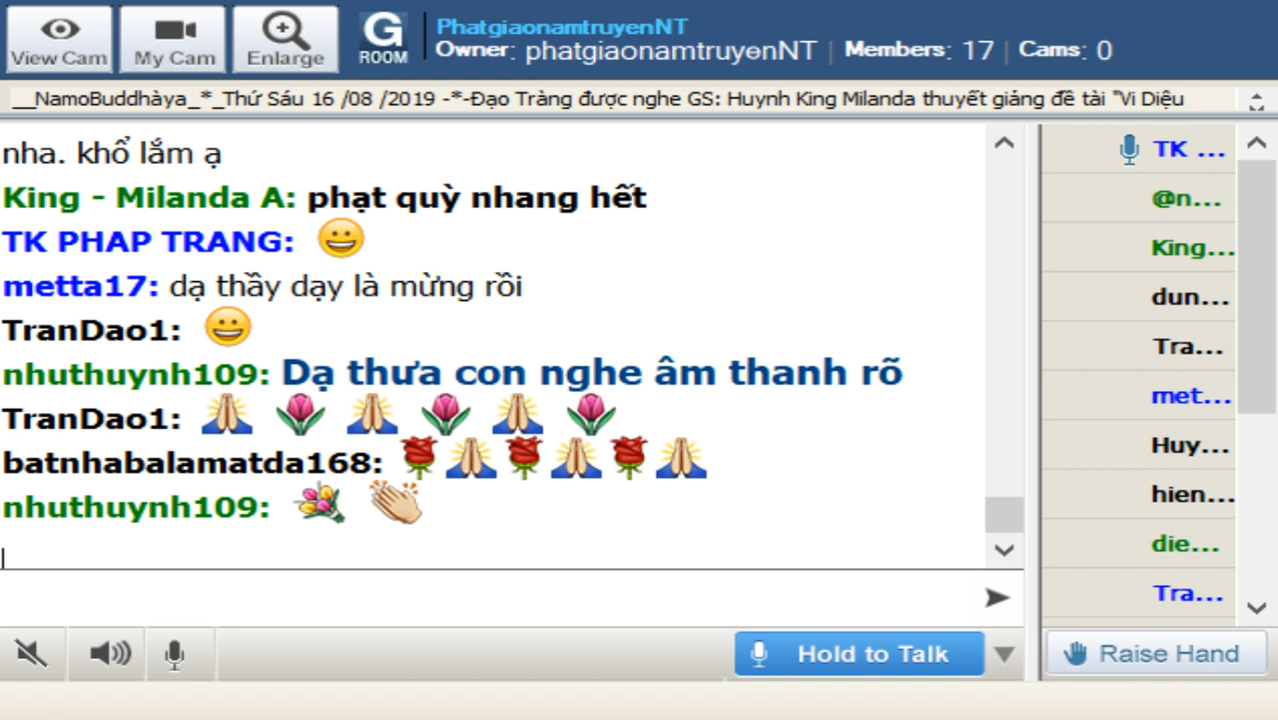 View Cam
My Cam
Enlarge
G
ROOM
PhatgiaonamtruyenNT
Owner: phatgiaonamtruyenNT | Members: 17 | Cams: 0
__NamoBuddhàya_*_Thứ Sáu 16 /08 /2019 -*-Đạo Tràng được nghe GS: Huynh King Milanda thuyết giảng đề tài "Vi Diệu
nha. khổ lắm ạ
King - Milanda A: phạt quỳ nhang hết
TK PHAP TRANG: 😀
metta17: dạ thầy dạy là mừng rồi
TranDao1: 😀
nhuthuynh109: Dạ thưa con nghe âm thanh rõ
TranDao1: 🙏 🌷 🙏 🌷 🙏 🌷
batnhabalamatda168: 🌹🙏🌹🙏🌹🙏
nhuthuynh109: 💐 👏
TK ...
@n...
King...
dun...
Tra...
met...
Huy...
hien...
die...
Tra...
Hold to Talk
Raise Hand